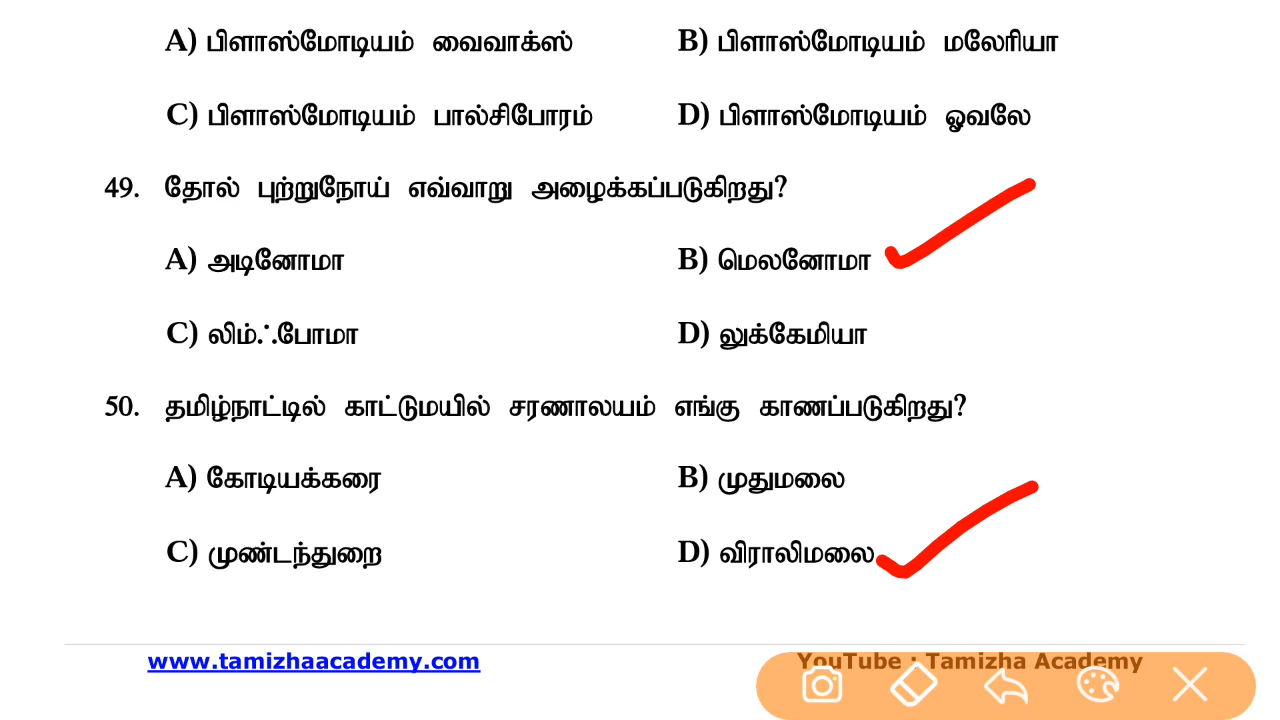 A) பிளாஸ்மோடியம் வைவாக்ஸ் B) பிளாஸ்மோடியம் மலேரியா
C) பிளாஸ்மோடியம் பால்சிபோரம் D) பிளாஸ்மோடியம் ஓவலே
49. தோல் புற்றுநோய் எவ்வாறு அழைக்கப்படுகிறது?
A) அடினோமா B) மெலனோமா
C) லிம்ஃபோமா D) லுக்கேமியா
50. தமிழ்நாட்டில் காட்டுமயில் சரணாலயம் எங்கு காணப்படுகிறது?
A) கோடியக்கரை B) முதுமலை
C) முண்டந்துறை D) விராலிமலை
www.tamizhaacademy.com YouTube : Tamizha Academy